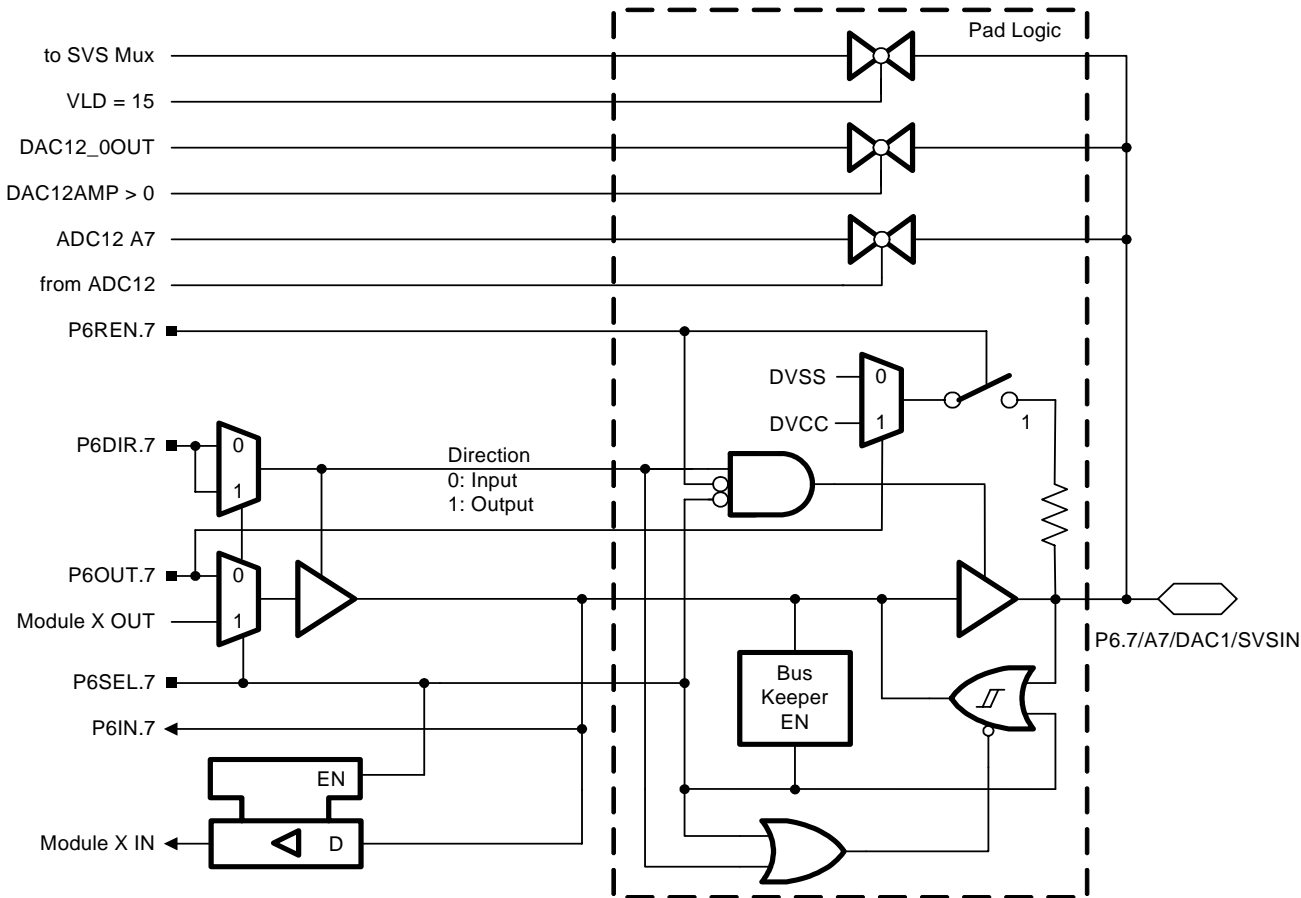 Pad Logic
to SVS Mux
VLD = 15
DAC12_0OUT
DAC12AMP > 0
ADC12 A7
from ADC12
P6REN.7
DVSS
0
DVCC
1
1
P6DIR.7
0
1
Direction
0: Input
1: Output
P6OUT.7
0
Module X OUT
1
P6.7/A7/DAC1/SVSIN
P6SEL.7
Bus
Keeper
EN
P6IN.7
EN
Module X IN
D